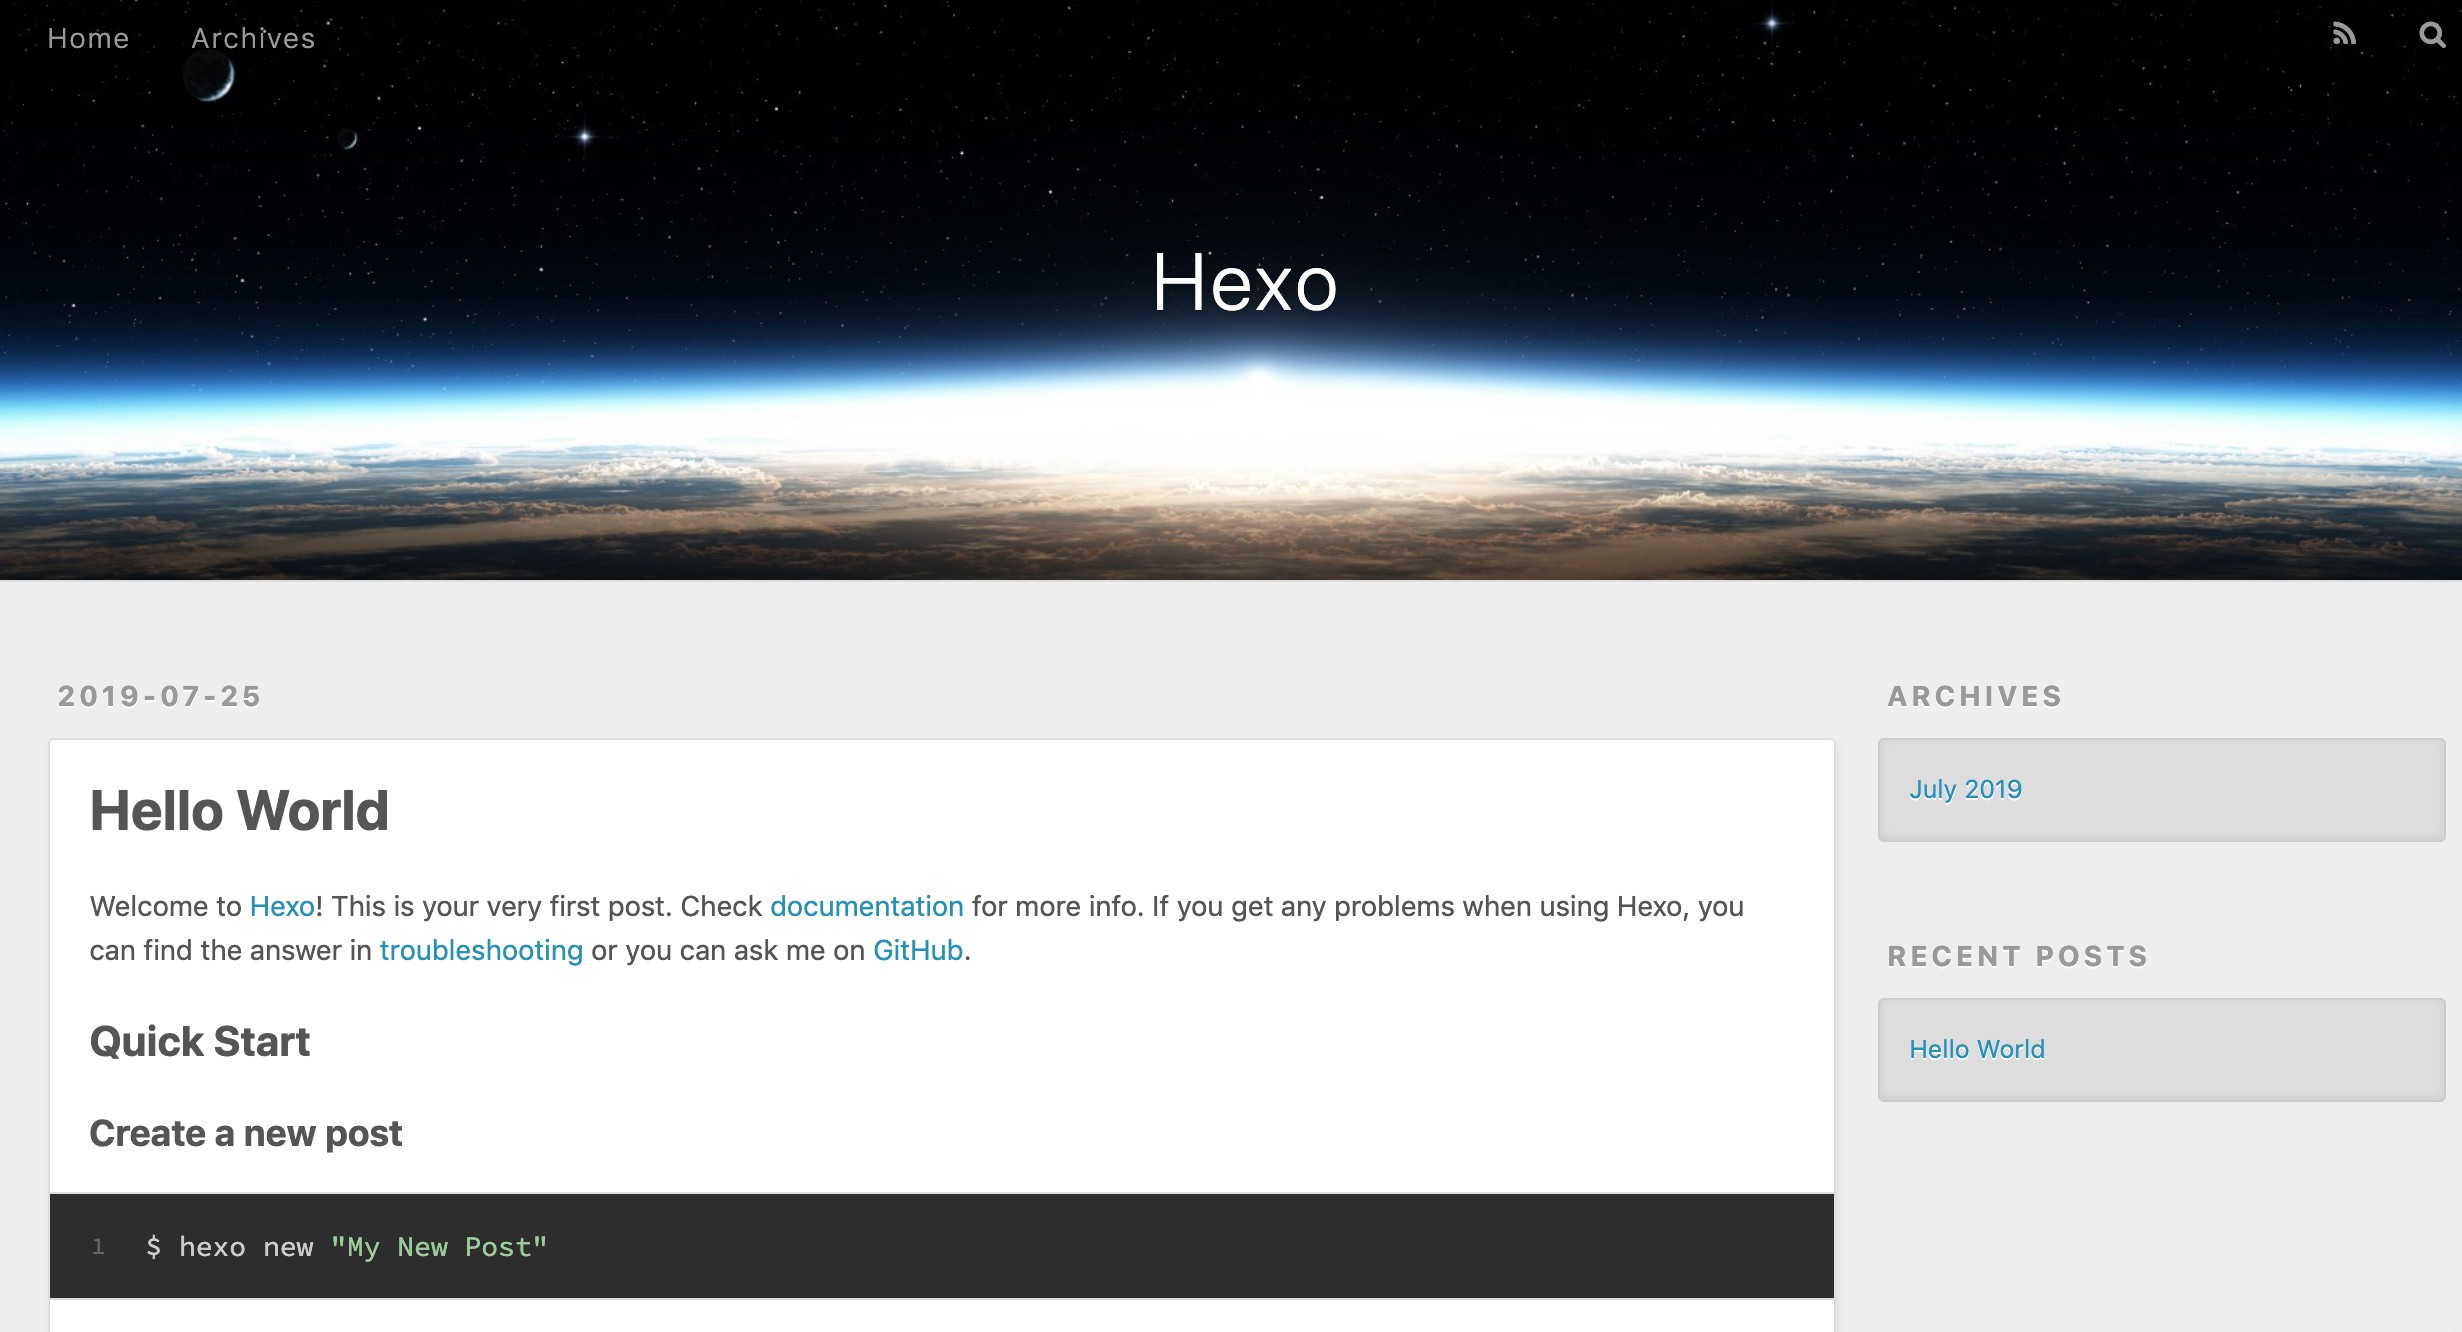 Home Archives
Hexo
2019-07-25
Hello World
Welcome to Hexo! This is your very first post. Check documentation for more info. If you get any problems when using Hexo, you
can find the answer in troubleshooting or you can ask me on GitHub.
Quick Start
Create a new post
1 $ hexo new "My New Post"
ARCHIVES
July 2019
RECENT POSTS
Hello World